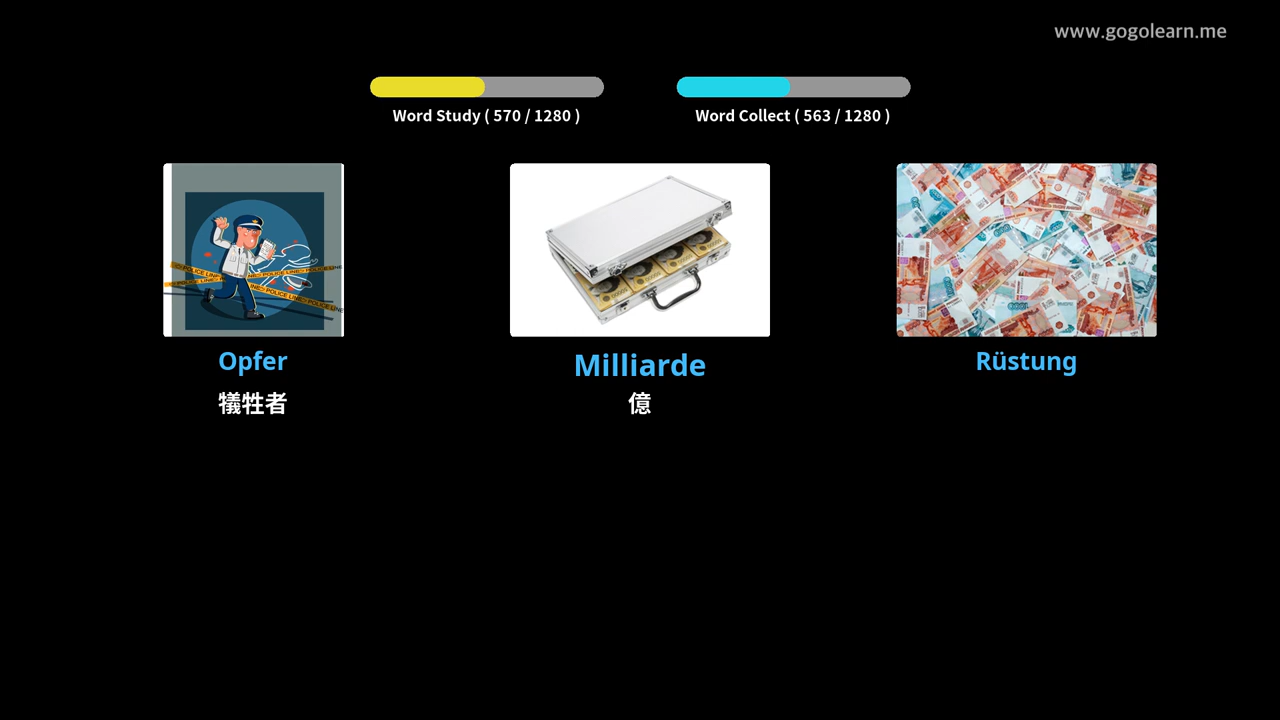 www.gogolearn.me
Word Study ( 570 / 1280 )
Word Collect ( 563 / 1280 )
Opfer
Milliarde
Rüstung
犠牲者
億